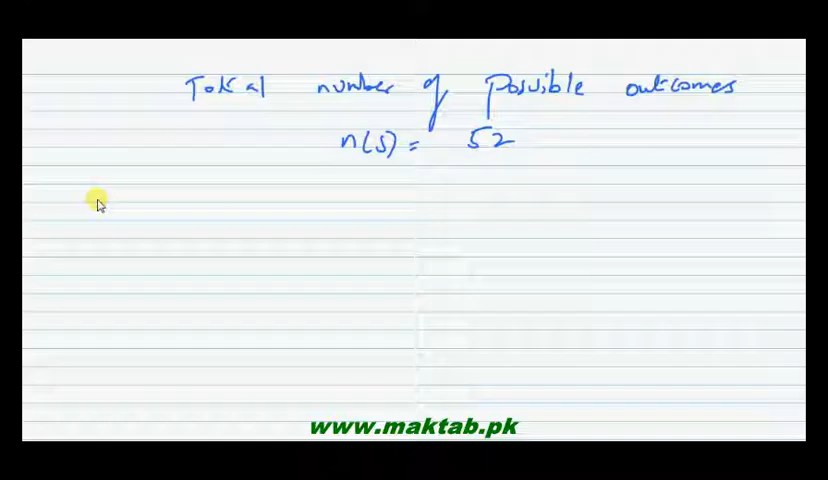 Total number of Possible outcomes
n(S) = 52
www.maktab.pk